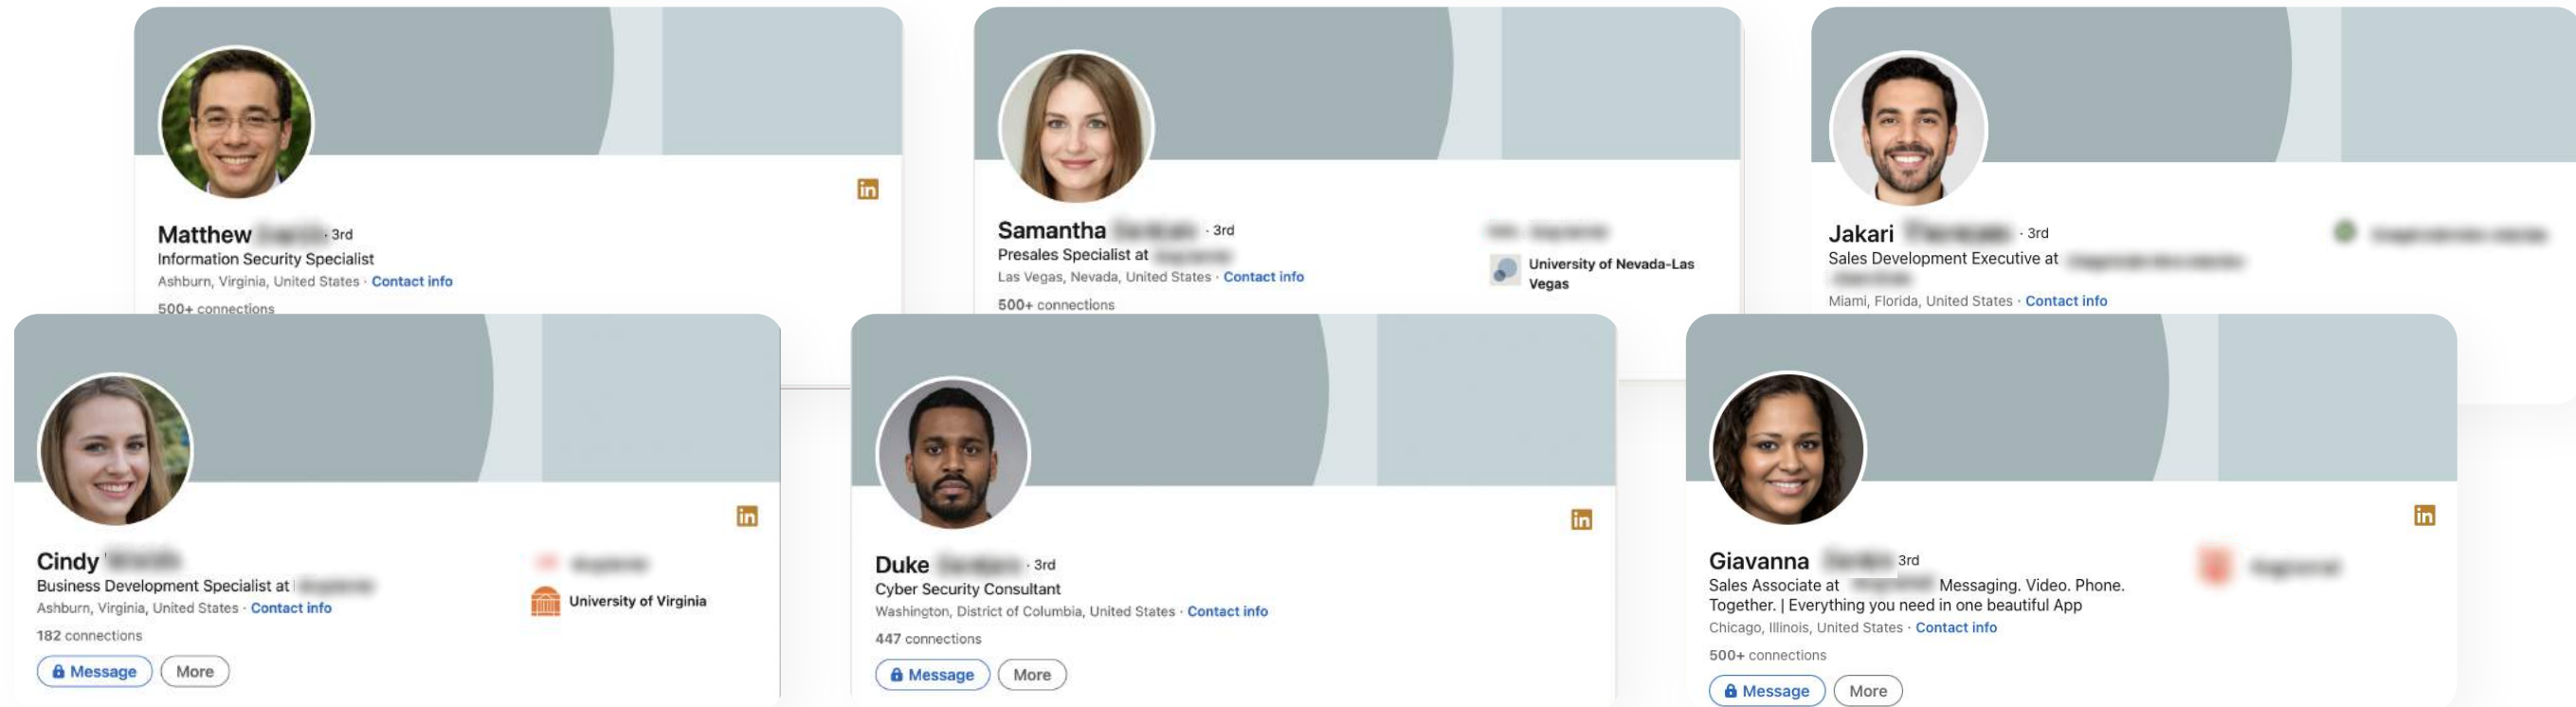 Matthew · 3rd
Information Security Specialist
Ashburn, Virginia, United States · Contact info
500+ connections
Samantha · 3rd
Presales Specialist at
Las Vegas, Nevada, United States · Contact info
500+ connections
University of Nevada-Las
Vegas
Jakari · 3rd
Sales Development Executive at
Miami, Florida, United States · Contact info
Cindy
Business Development Specialist at
Ashburn, Virginia, United States · Contact info
182 connections
Message More
University of Virginia
Duke · 3rd
Cyber Security Consultant
Washington, District of Columbia, United States · Contact info
447 connections
Message More
Giavanna 3rd
Sales Associate at Messaging. Video. Phone.
Together. | Everything you need in one beautiful App
Chicago, Illinois, United States · Contact info
500+ connections
Message More
in
in
in
in